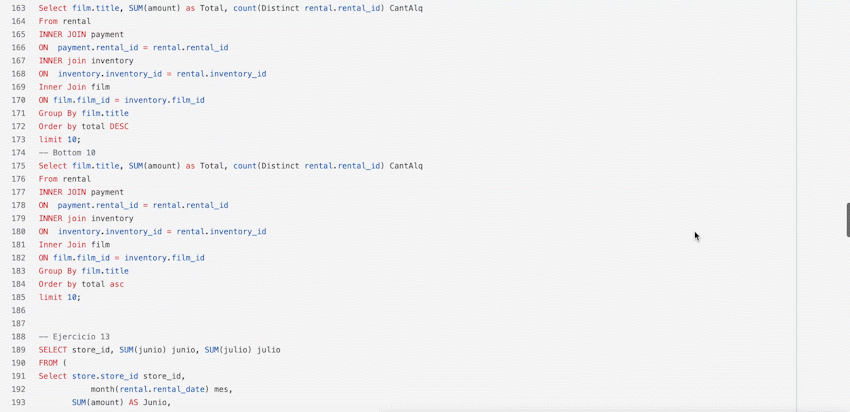 163 Select film.title, SUM(amount) as Total, count(Distinct rental.rental_id) CantAlq
164 From rental
165 INNER JOIN payment
166 ON  payment.rental_id = rental.rental_id
167 INNER join inventory
168 ON  inventory.inventory_id = rental.inventory_id
169 Inner Join film
170 ON film.film_id = inventory.film_id
171 Group By film.title
172 Order by total DESC
173 limit 10;
174 -- Bottom 10
175 Select film.title, SUM(amount) as Total, count(Distinct rental.rental_id) CantAlq
176 From rental
177 INNER JOIN payment
178 ON  payment.rental_id = rental.rental_id
179 INNER join inventory
180 ON  inventory.inventory_id = rental.inventory_id
181 Inner Join film
182 ON film.film_id = inventory.film_id
183 Group By film.title
184 Order by total asc
185 limit 10;
186
187
188 -- Ejercicio 13
189 SELECT store_id, SUM(junio) junio, SUM(julio) julio
190 FROM (
191 Select store.store_id store_id,
192 month(rental.rental_date) mes,
193 SUM(amount) AS Junio,